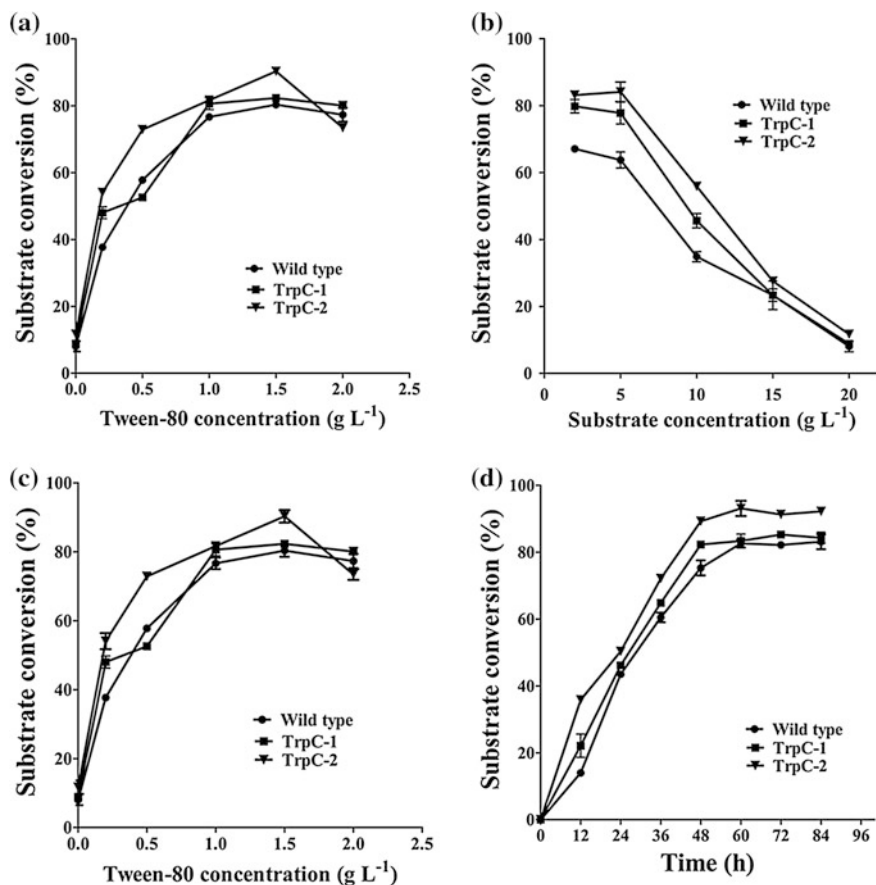 (a)
100
80
60
40
20
0
Substrate conversion (%)
0.0 0.5 1.0 1.5 2.0 2.5
Tween-80 concentration (g L⁻¹)
Wild type
TrpC-1
TrpC-2
(b)
100
80
60
40
20
0
Substrate conversion (%)
0 5 10 15 20
Substrate concentration (g L⁻¹)
Wild type
TrpC-1
TrpC-2
(c)
100
80
60
40
20
0
Substrate conversion (%)
0.0 0.5 1.0 1.5 2.0 2.5
Tween-80 concentration (g L⁻¹)
Wild type
TrpC-1
TrpC-2
(d)
100
80
60
40
20
0
Substrate conversion (%)
0 12 24 36 48 60 72 84 96
Time (h)
Wild type
TrpC-1
TrpC-2